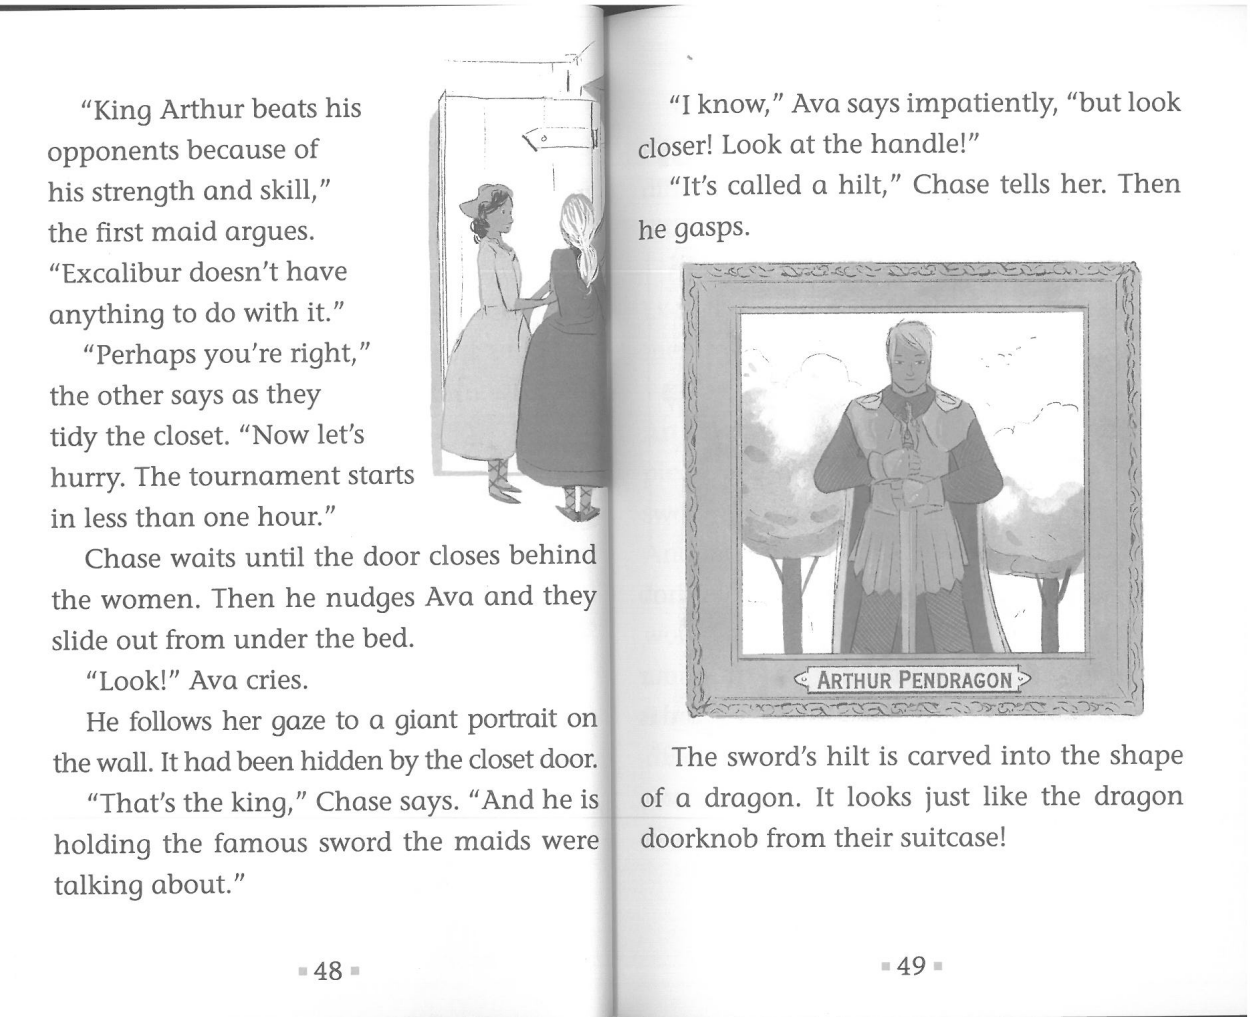 “King Arthur beats his
opponents because of
his strength and skill,”
the first maid argues.
“Excalibur doesn’t have
anything to do with it.”
“Perhaps you’re right,”
the other says as they
tidy the closet. “Now let’s
hurry. The tournament starts
in less than one hour.”
Chase waits until the door closes behind
the women. Then he nudges Ava and they
slide out from under the bed.
“Look!” Ava cries.
He follows her gaze to a giant portrait on
the wall. It had been hidden by the closet door.
“That’s the king,” Chase says. “And he is
holding the famous sword the maids were
talking about.”
48
“I know,” Ava says impatiently, “but look
closer! Look at the handle!”
“It’s called a hilt,” Chase tells her. Then
he gasps.
ARTHUR PENDRAGON
The sword’s hilt is carved into the shape
of a dragon. It looks just like the dragon
doorknob from their suitcase!
49